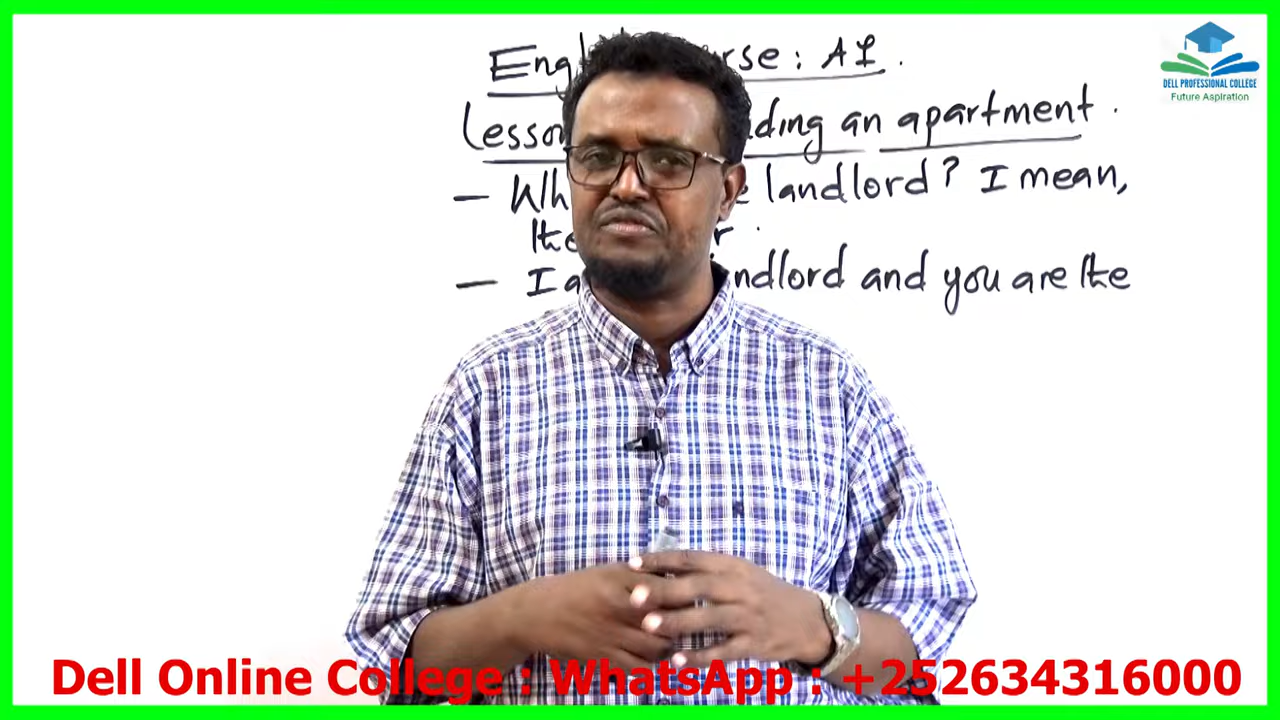 Eng rse : A1 .
lesson ding an apartment .
- Wh e landlord ? I mean,
the r .
- I a ndlord and you are the
DELL PROFESSIONAL COLLEGE
Future Aspiration
Dell Online College : WhatsApp : +252634316000